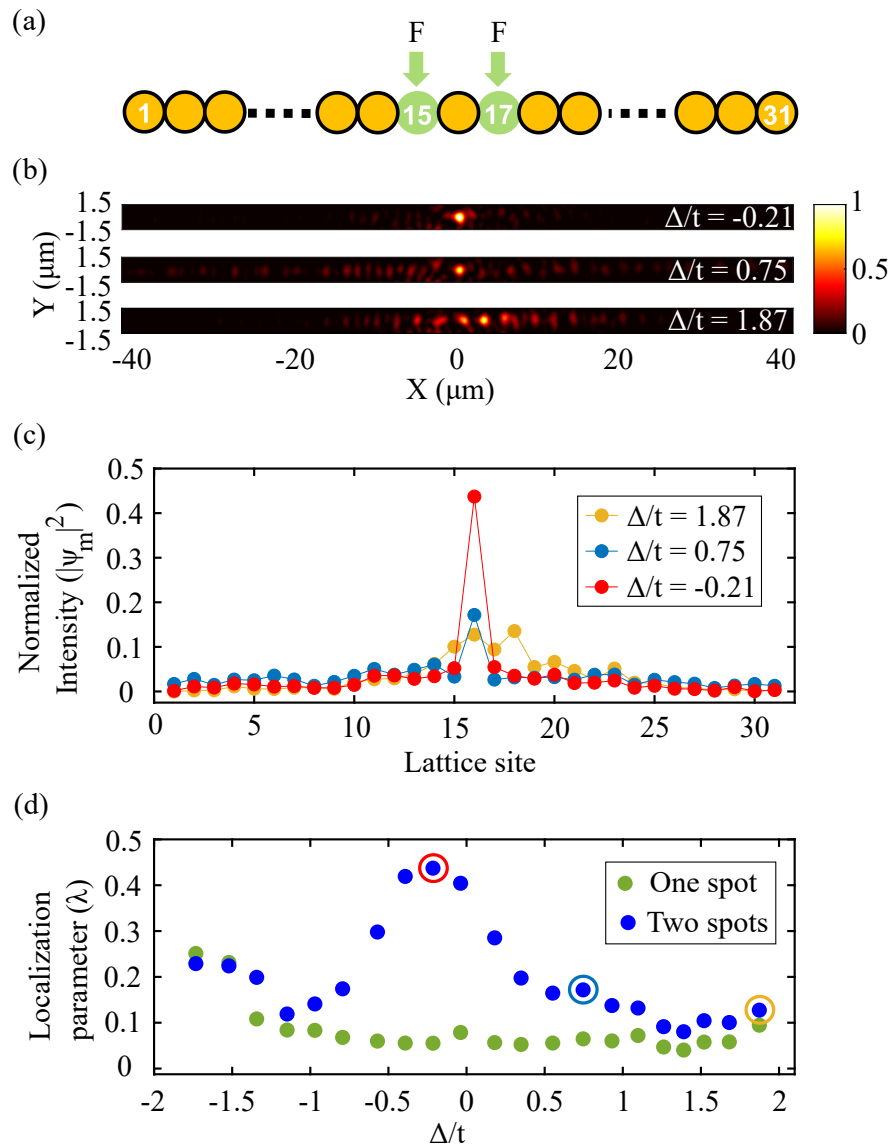 (a)
F F
1 15 17 31
(b)
1.5
-1.5
Δ/t = -0.21
1.5
-1.5
Δ/t = 0.75
1.5
-1.5
Δ/t = 1.87
Y (μm)
1
0.5
0
-40 -20 0 20 40
X (μm)
(c)
0.5
0.4
0.3
0.2
0.1
0
Normalized
Intensity (|ψm|²)
Δ/t = 1.87
Δ/t = 0.75
Δ/t = -0.21
0 5 10 15 20 25 30
Lattice site
(d)
0.5
0.4
0.3
0.2
0.1
0
Localization
parameter (λ)
One spot
Two spots
-2 -1.5 -1 -0.5 0 0.5 1 1.5 2
Δ/t